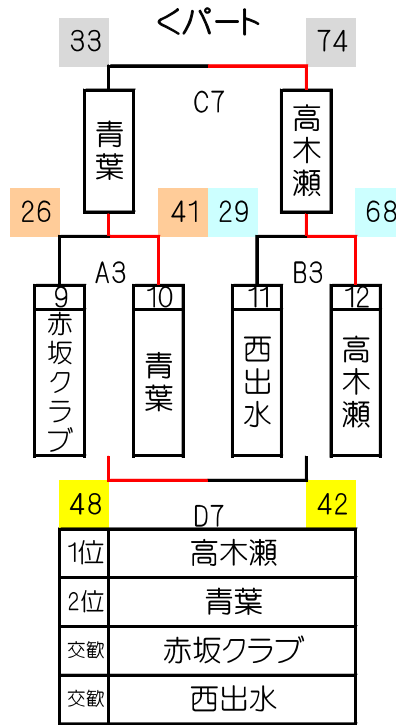 くパート
33 74
C7
青葉 高木瀬
26 41 29 68
A3 B3
9 10 11 12
赤坂クラブ 青葉 西出水 高木瀬
48 42
D7
1位 高木瀬
2位 青葉
交歓 赤坂クラブ
交歓 西出水